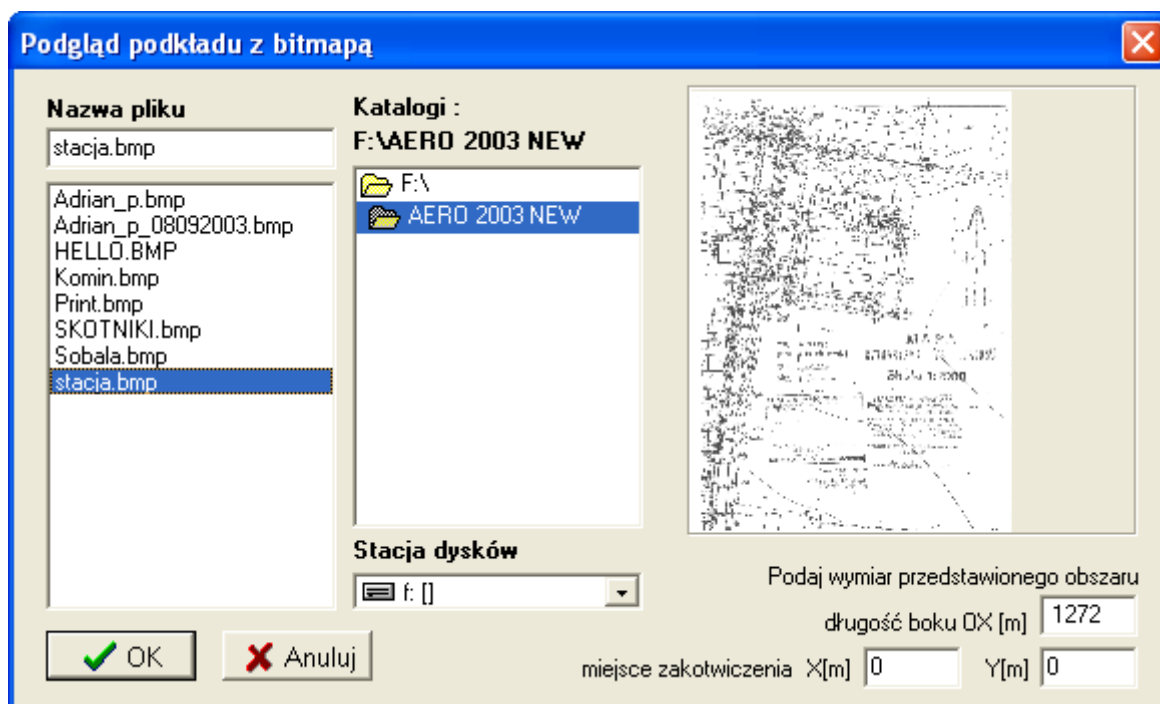 Podgląd podkładu z bitmapą
Nazwa pliku
stacja.bmp
Adrian_p.bmp
Adrian_p_08092003.bmp
HELLO.BMP
Komin.bmp
Print.bmp
SKOTNIKI.bmp
Sobala.bmp
stacja.bmp
Katalogi :
F:\AERO 2003 NEW
F:\
AERO 2003 NEW
Stacja dysków
f: []
OK
Anuluj
Podaj wymiar przedstawionego obszaru
długość boku OX [m] 1272
miejsce zakotwiczenia X[m] 0 Y[m] 0